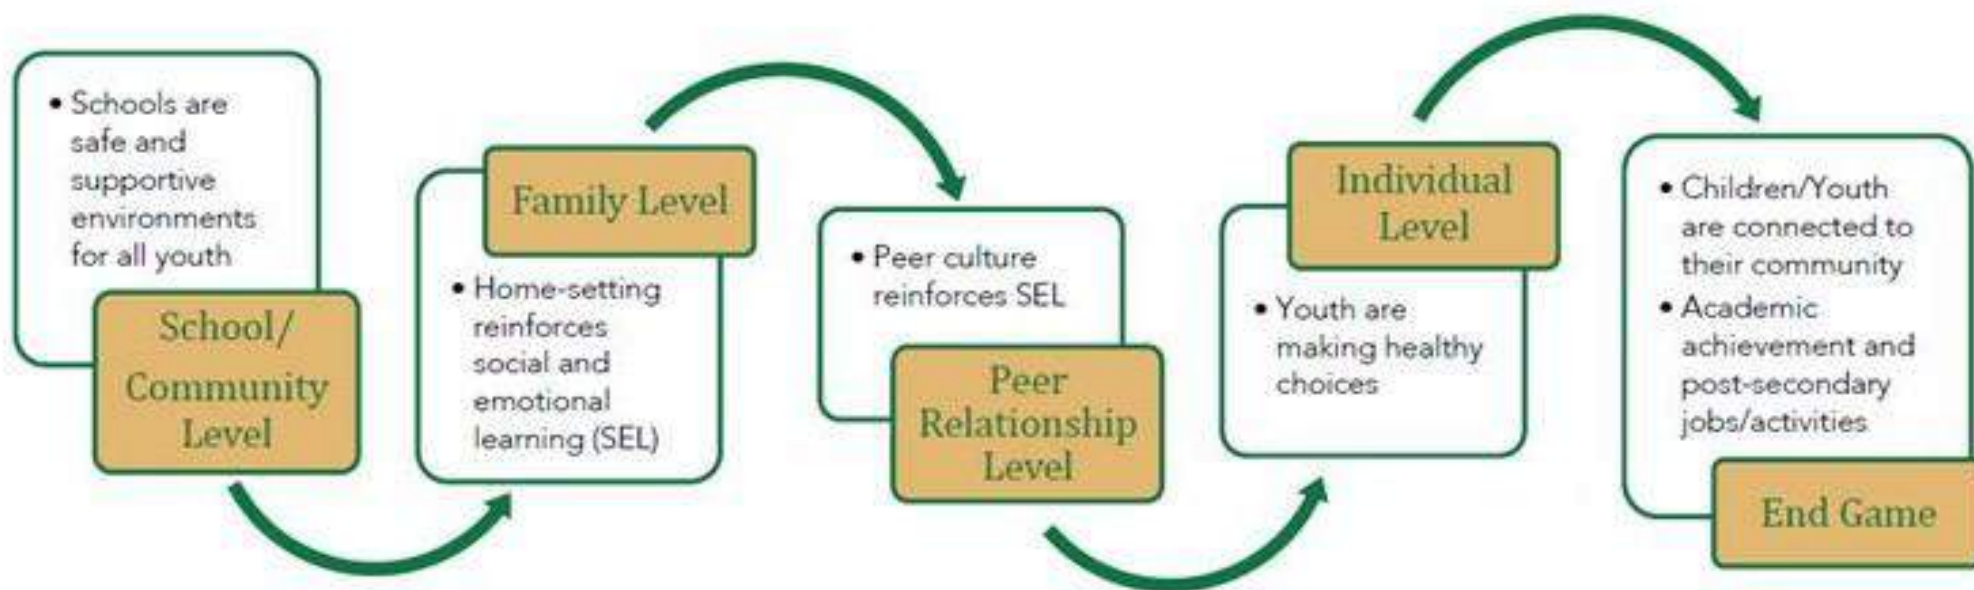 • Schools are
safe and
supportive
environments
for all youth
School/
Community
Level
Family Level
• Home-setting
reinforces
social and
emotional
learning (SEL)
• Peer culture
reinforces SEL
Peer
Relationship
Level
Individual
Level
• Youth are
making healthy
choices
• Children/Youth
are connected to
their community
• Academic
achievement and
post-secondary
jobs/activities
End Game